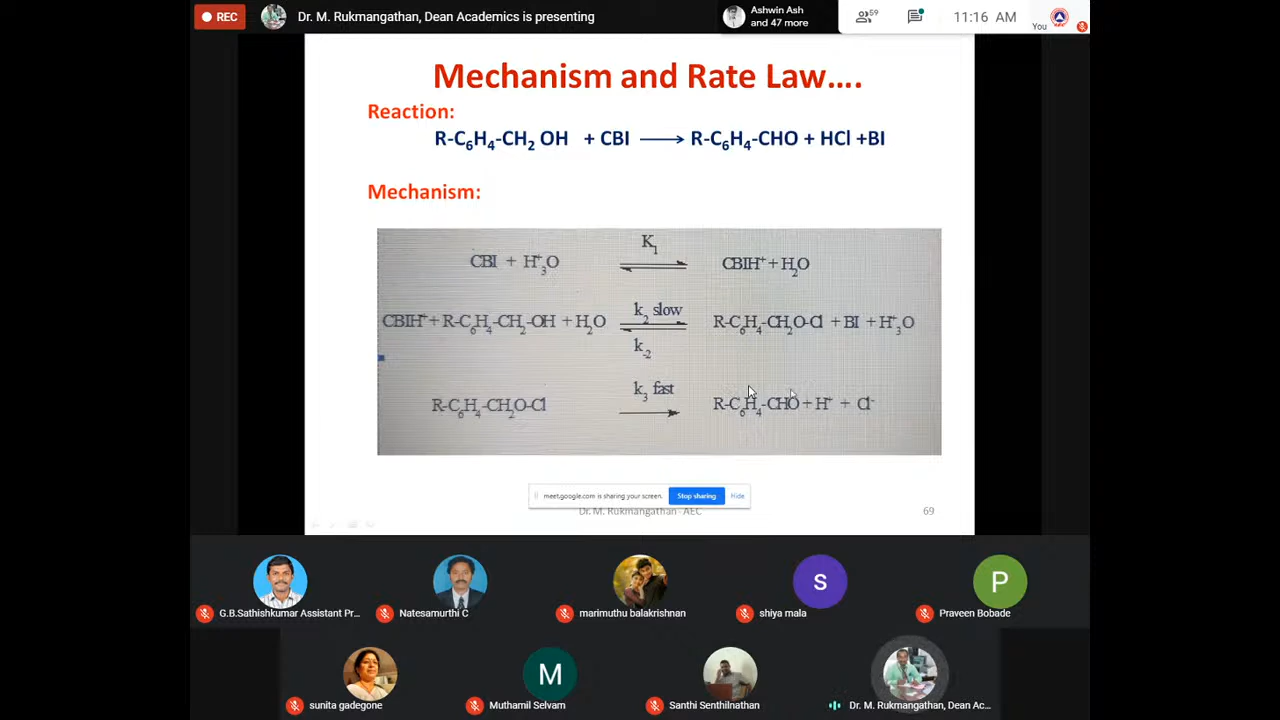 REC
Dr. M. Rukmangathan, Dean Academics is presenting
Ashwin Ash
and 47 more
59
11:16 AM
You
Mechanism and Rate Law....
Reaction:
R-C6H4-CH2 OH + CBI ⟶ R-C6H4-CHO + HCl +BI
Mechanism:
K1
CBI + H+3O ⇌ CBIH+ + H2O
k2 slow
CBIH+ + R-C6H4-CH2-OH + H2O ⇌ R-C6H4-CH2O-Cl + BI + H+3O
k-2
k3 fast
R-C6H4-CH2O-Cl ⟶ R-C6H4-CHO + H+ + Cl-
meet.google.com is sharing your screen.
Stop sharing
Hide
Dr. M. Rukmangathan - AEC
69
G.B.Sathishkumar Assistant Pr...
Natesamurthi C
marimuthu balakrishnan
S
shiya mala
P
Praveen Bobade
sunita gadegone
M
Muthamil Selvam
Santhi Senthilnathan
Dr. M. Rukmangathan, Dean Ac...